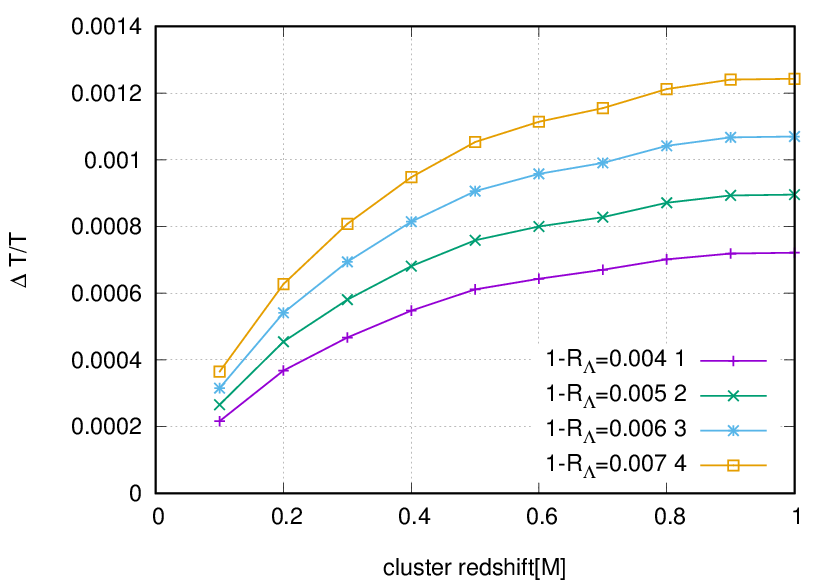 0.0014
0.0012
0.001
0.0008
0.0006
0.0004
0.0002
0
Δ T/T
1-R_Λ=0.004 1
1-R_Λ=0.005 2
1-R_Λ=0.006 3
1-R_Λ=0.007 4
0 0.2 0.4 0.6 0.8 1
cluster redshift[M]